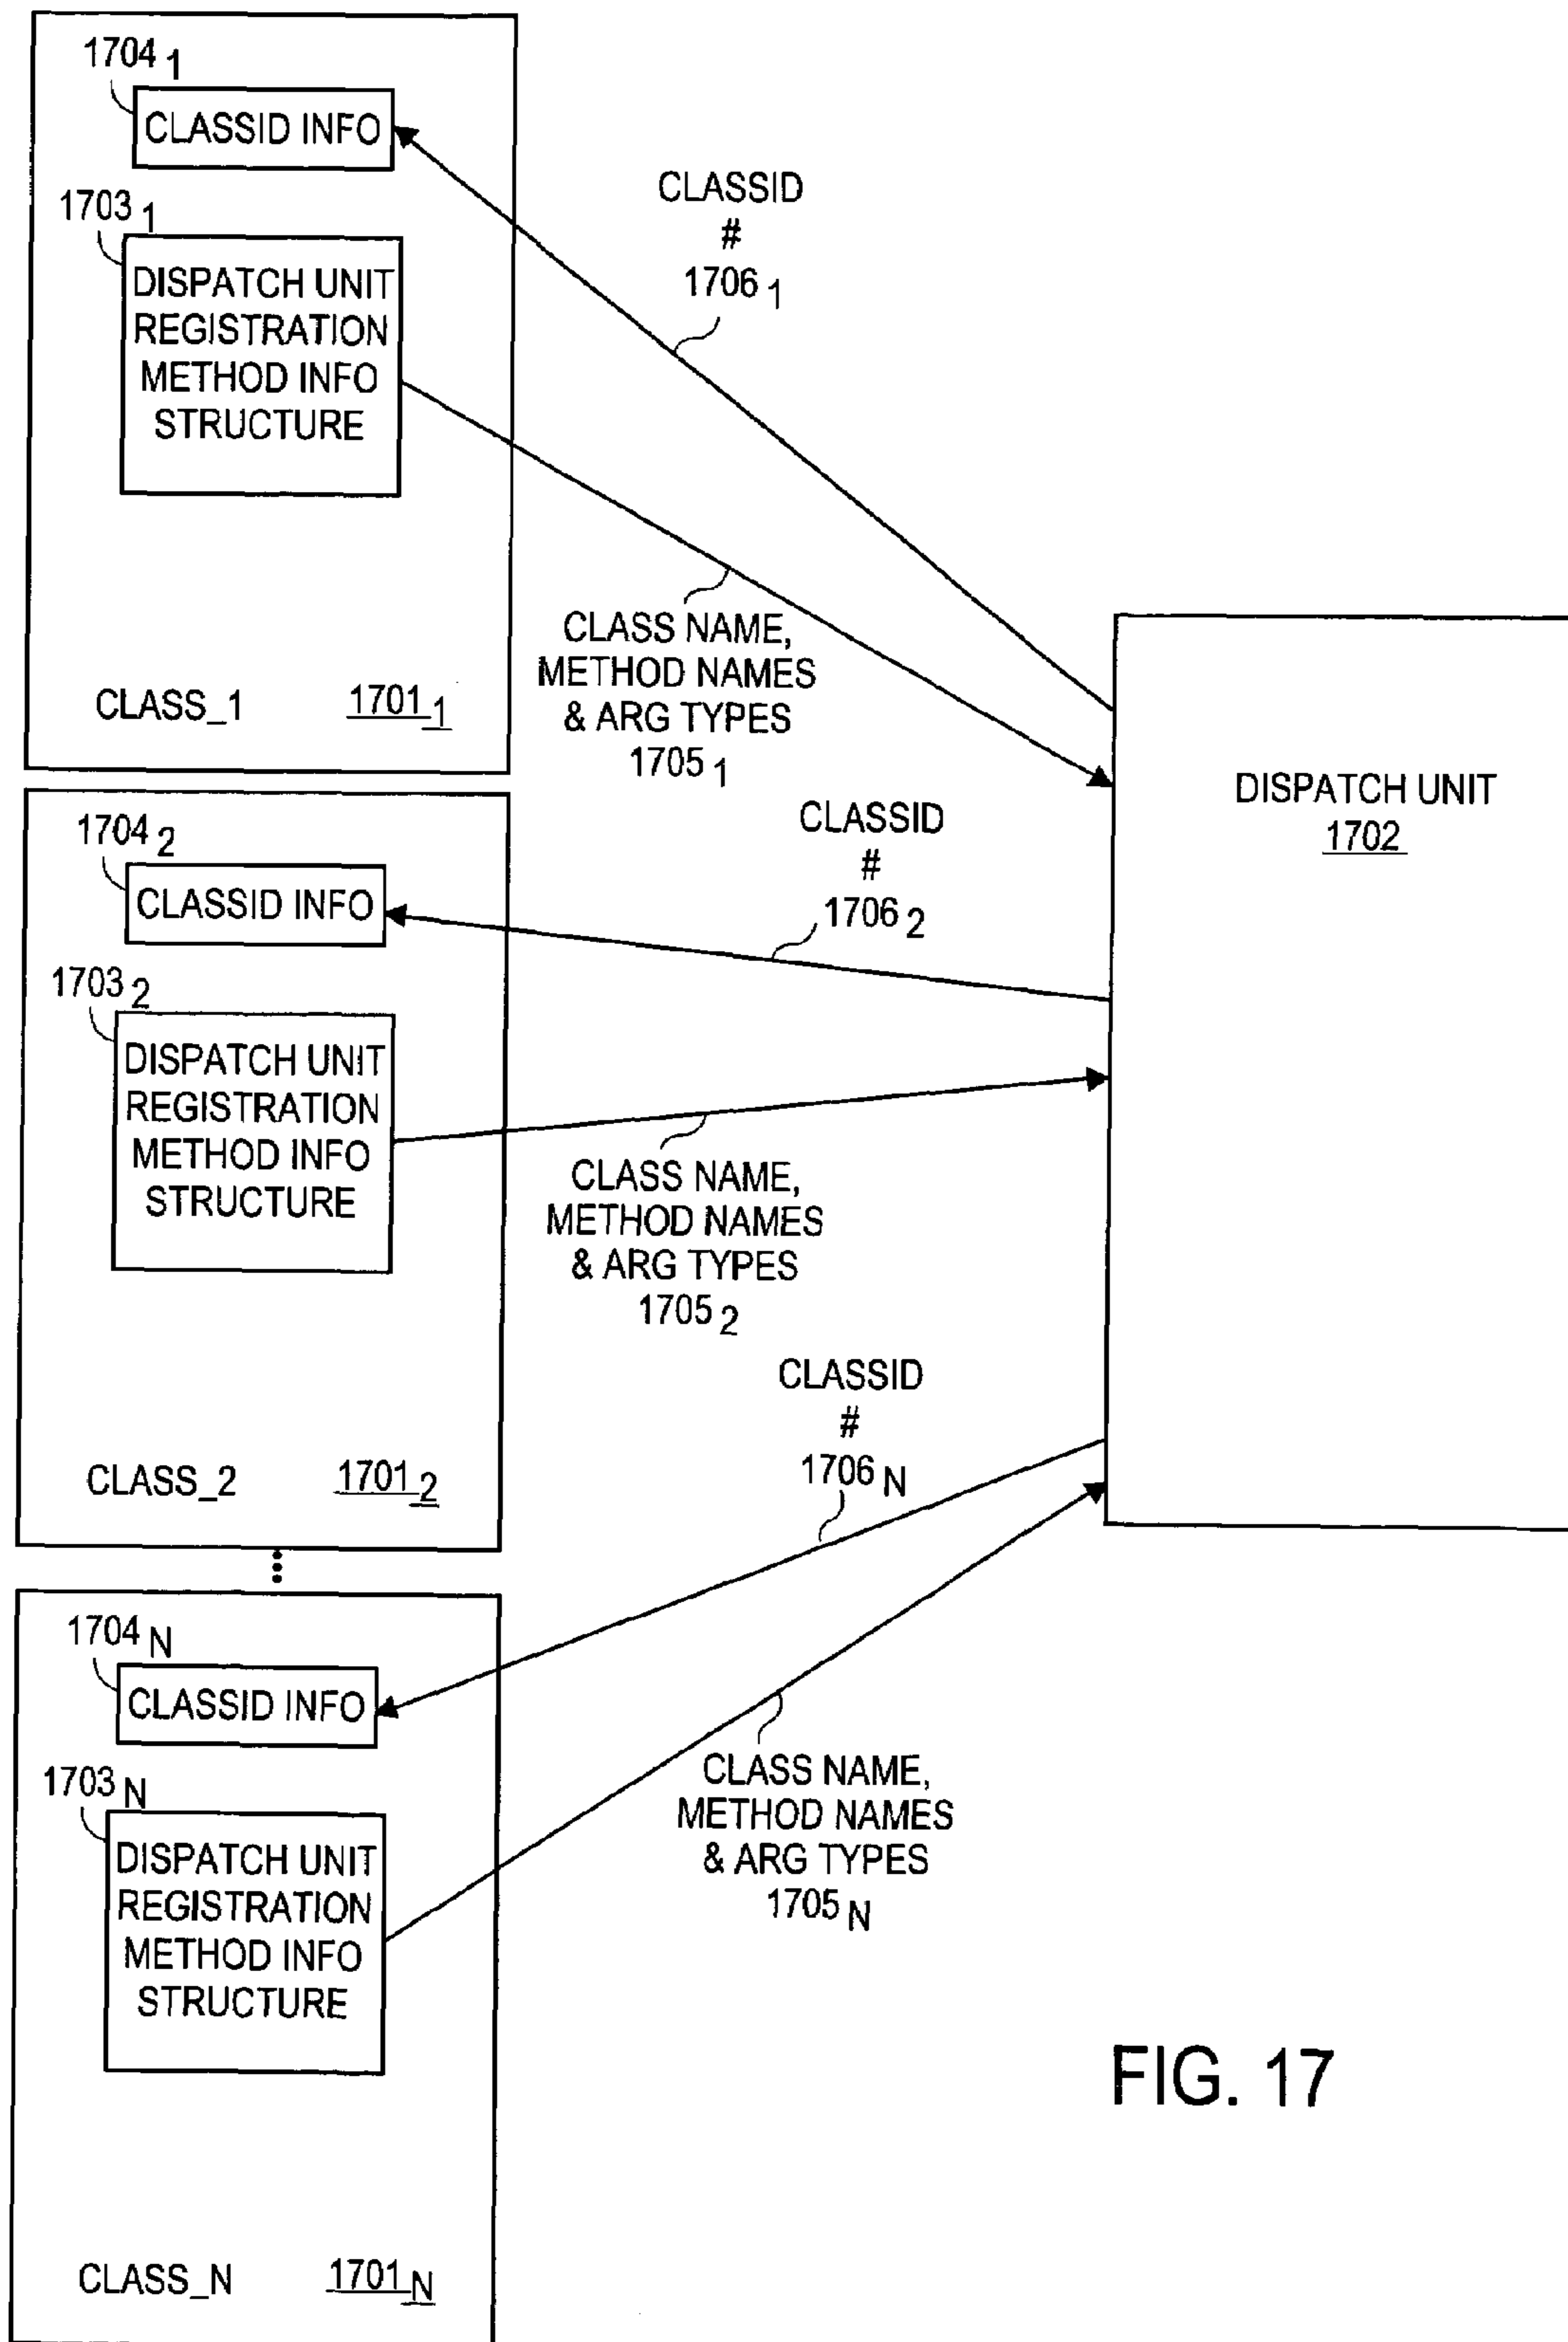 1704 1
CLASSID INFO
1703 1
DISPATCH UNIT
REGISTRATION
METHOD INFO
STRUCTURE
CLASS_1 1701 1
CLASSID
#
1706 1
CLASS NAME,
METHOD NAMES
& ARG TYPES
1705 1
DISPATCH UNIT
1702
1704 2
CLASSID INFO
1703 2
DISPATCH UNIT
REGISTRATION
METHOD INFO
STRUCTURE
CLASS_2 1701 2
CLASSID
#
1706 2
CLASS NAME,
METHOD NAMES
& ARG TYPES
1705 2
CLASSID
#
1706 N
1704 N
CLASSID INFO
1703 N
DISPATCH UNIT
REGISTRATION
METHOD INFO
STRUCTURE
CLASS_N 1701 N
CLASS NAME,
METHOD NAMES
& ARG TYPES
1705 N
FIG. 17